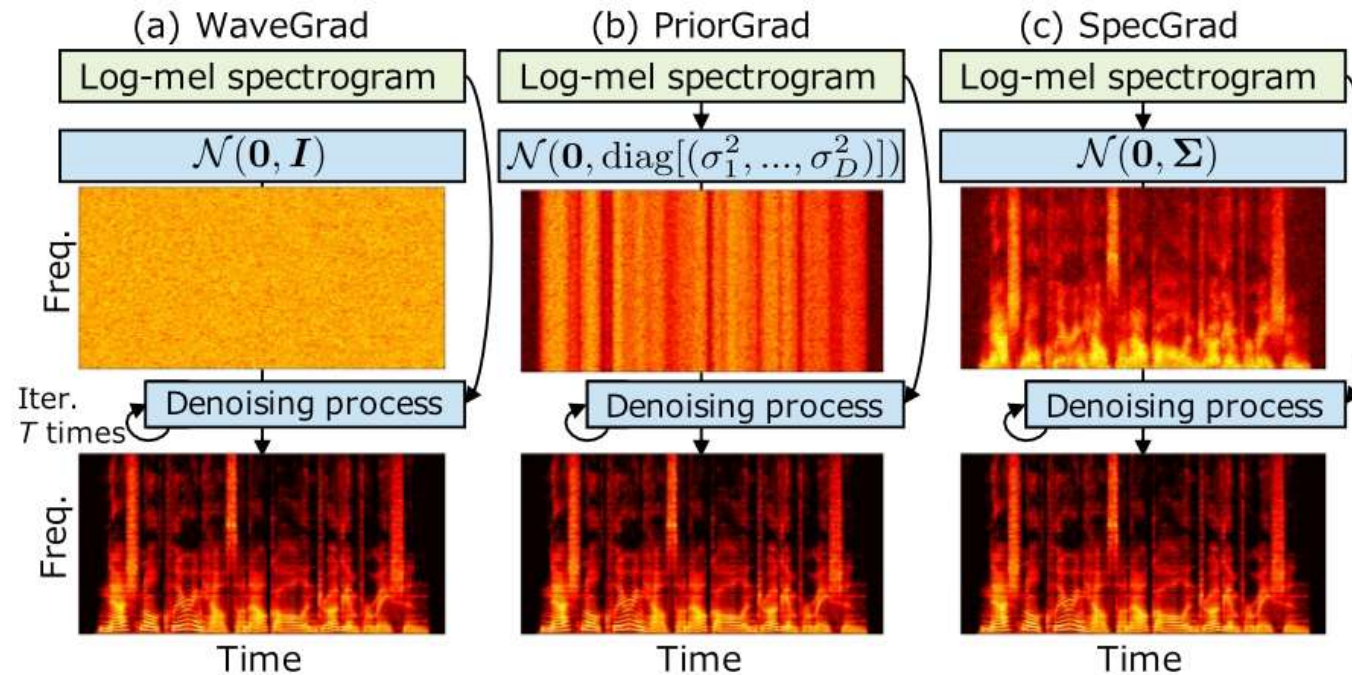 (a) WaveGrad
Log-mel spectrogram
𝒩(𝟎, 𝑰)
Freq.
Iter.
T times
Denoising process
Freq.
Time
(b) PriorGrad
Log-mel spectrogram
𝒩(𝟎, diag[(σ₁², ..., σ_D²)])
Denoising process
Time
(c) SpecGrad
Log-mel spectrogram
𝒩(𝟎, 𝚺)
Denoising process
Time